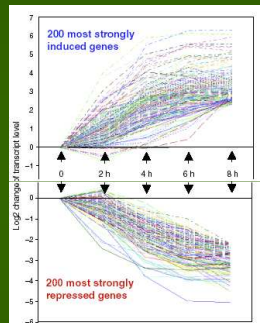 7
200 most strongly
induced genes
6
5
4
3
2
1
0
−1
0 2 h 4 h 6 h 8 h
Log2 change of transcript level
0
−1
−2
−3
−4
200 most strongly
repressed genes
−5
−6